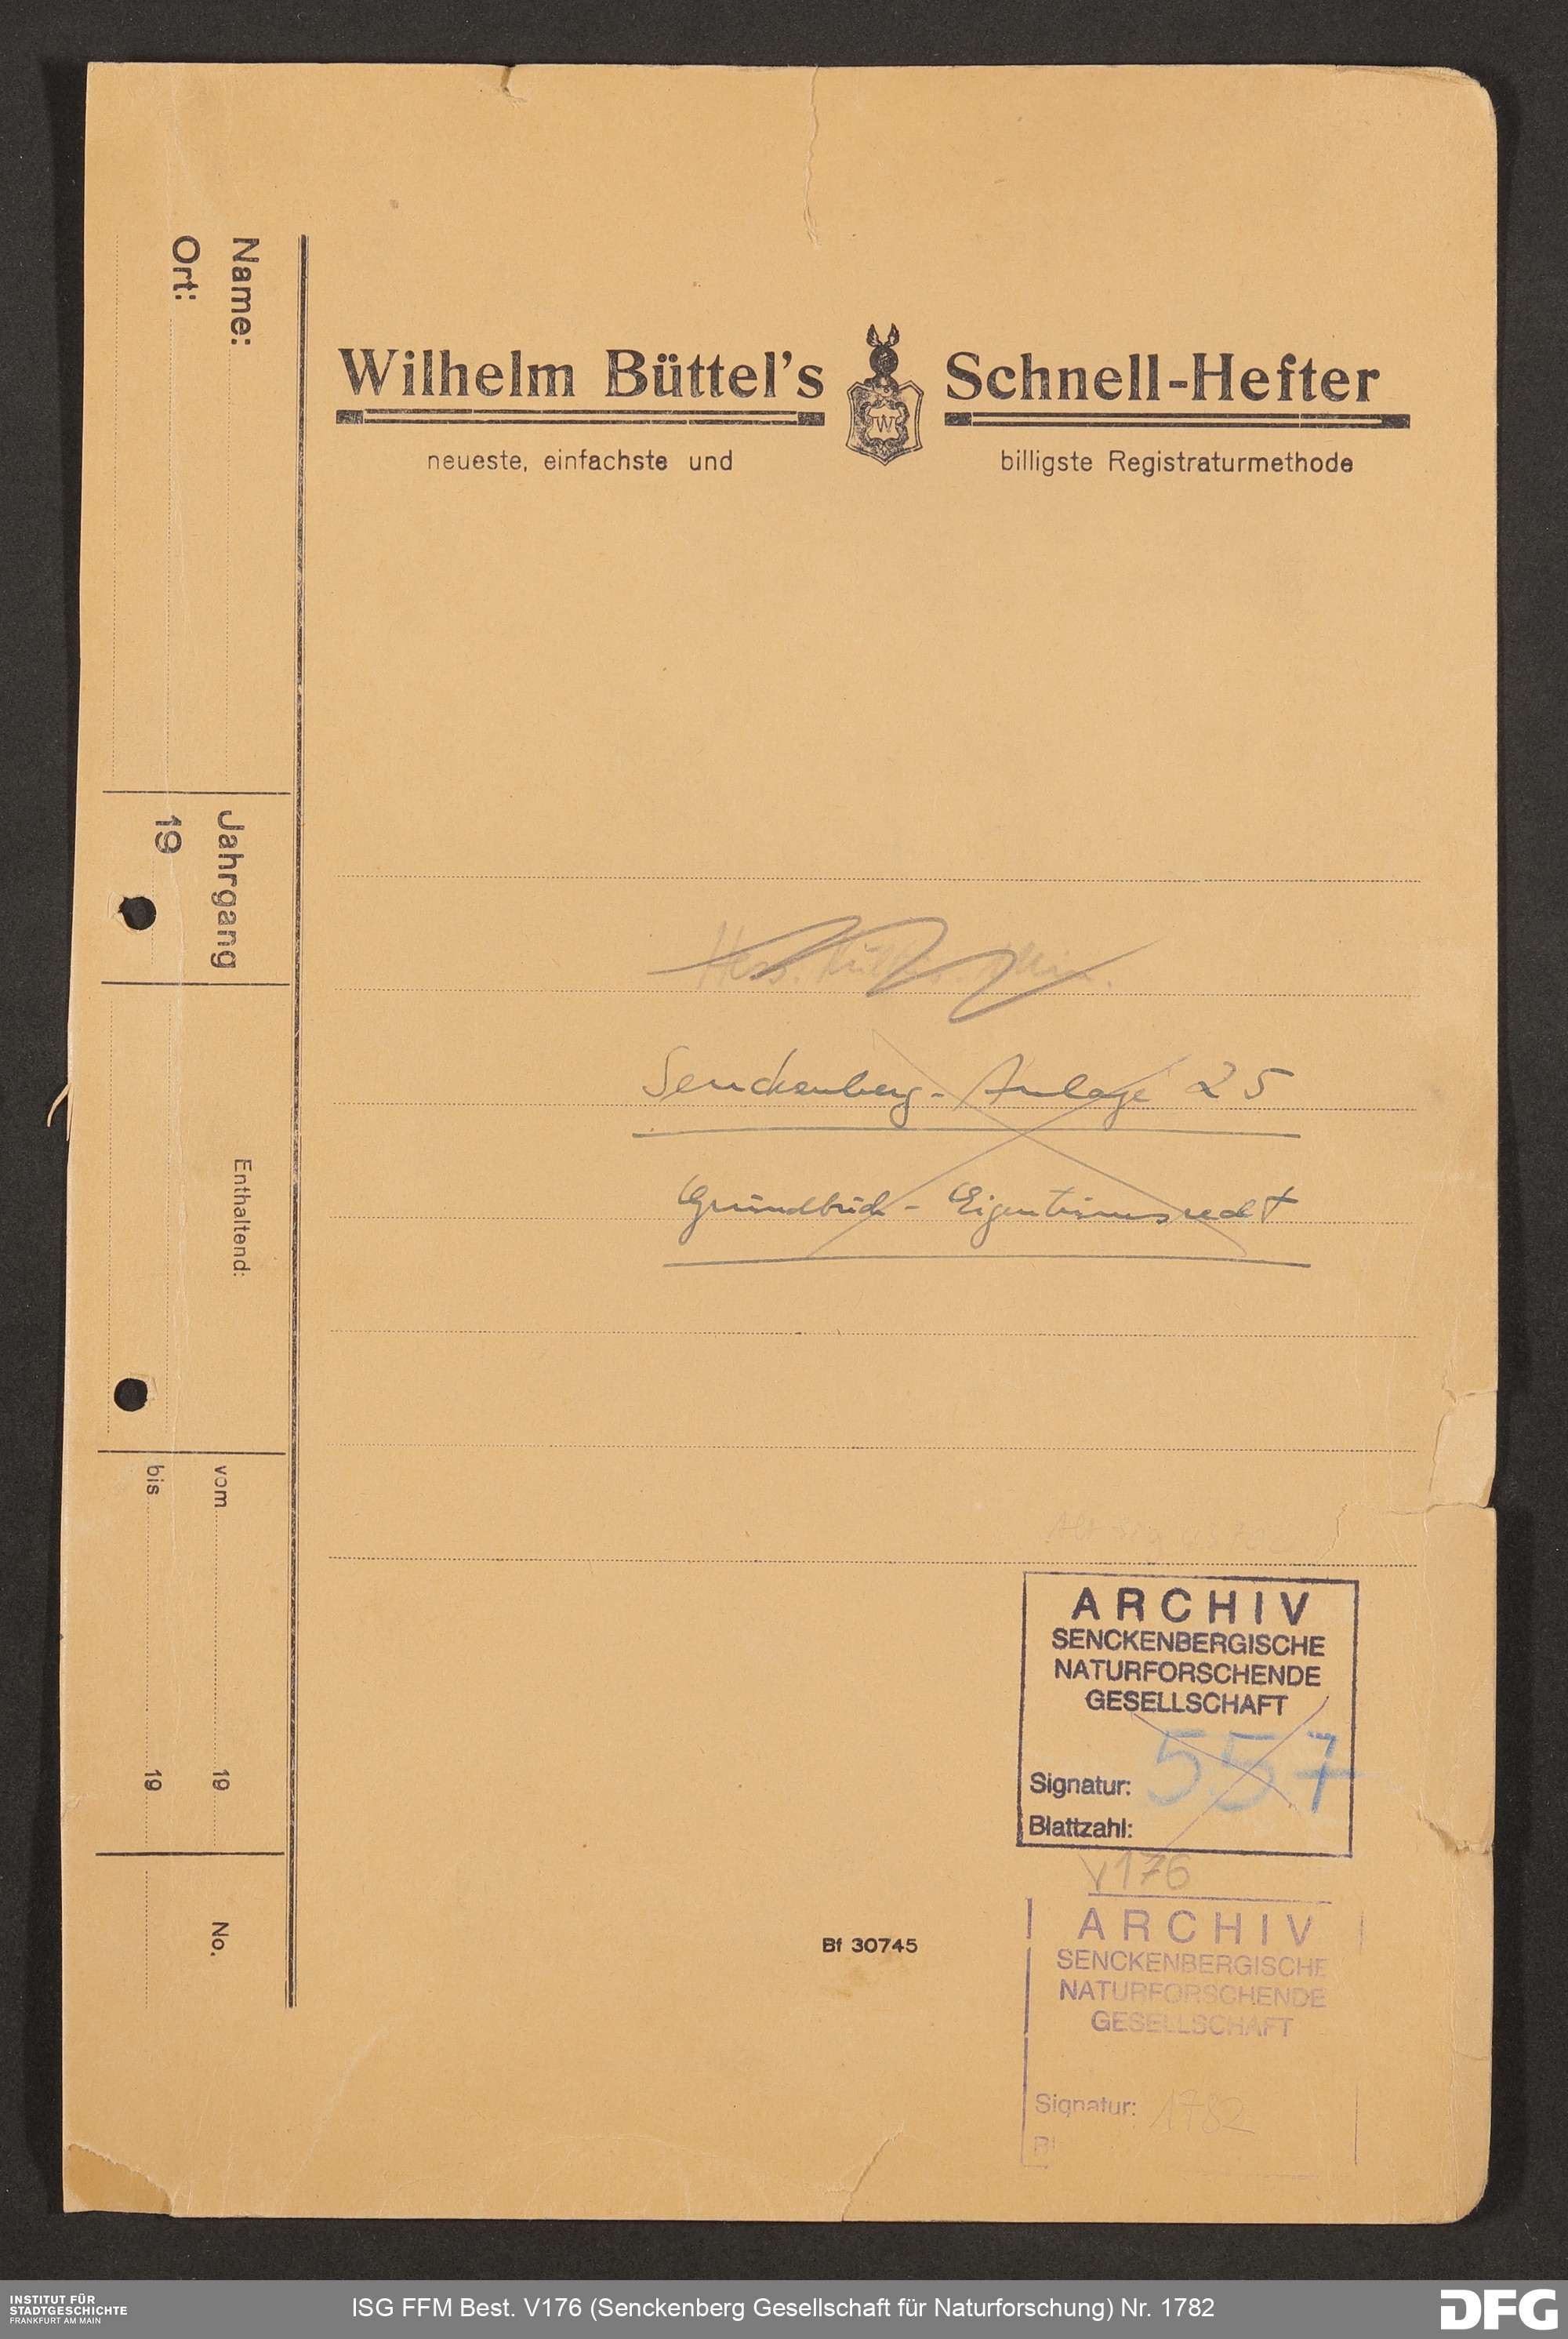 Wilhelm Büttel's Schnell-Hefter
W
neueste, einfachste und billigste Registraturmethode
Name:
Ort:
Jahrgang
19
Enthaltend:
vom 19
bis 19
No.
Hess. Min.
Senckenberg-Anlage 25
Grundbuch - Eigentumsrecht
ARCHIV
SENCKENBERGISCHE
NATURFORSCHENDE
GESELLSCHAFT
Signatur: 557
Blattzahl:
V176
Bf 30745
ARCHIV
SENCKENBERGISCHE
NATURFORSCHENDE
GESELLSCHAFT
Signatur: 1782
INSTITUT FÜR
STADTGESCHICHTE
FRANKFURT AM MAIN
ISG FFM Best. V176 (Senckenberg Gesellschaft für Naturforschung) Nr. 1782
DFG